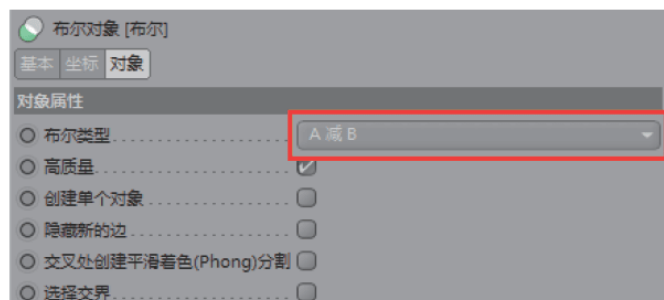 布尔对象 [布尔]
基本 坐标 对象
对象属性
布尔类型 . . . . . . . . . . . . . . . . . . . A 减 B
高质量. . . . . . . . . . . . . . . . . . . . .
创建单个对象 . . . . . . . . . . . . . . .
隐藏新的边 . . . . . . . . . . . . . . . . .
交叉处创建平滑着色(Phong)分割
选择交界. . . . . . . . . . . . . . . . . . .